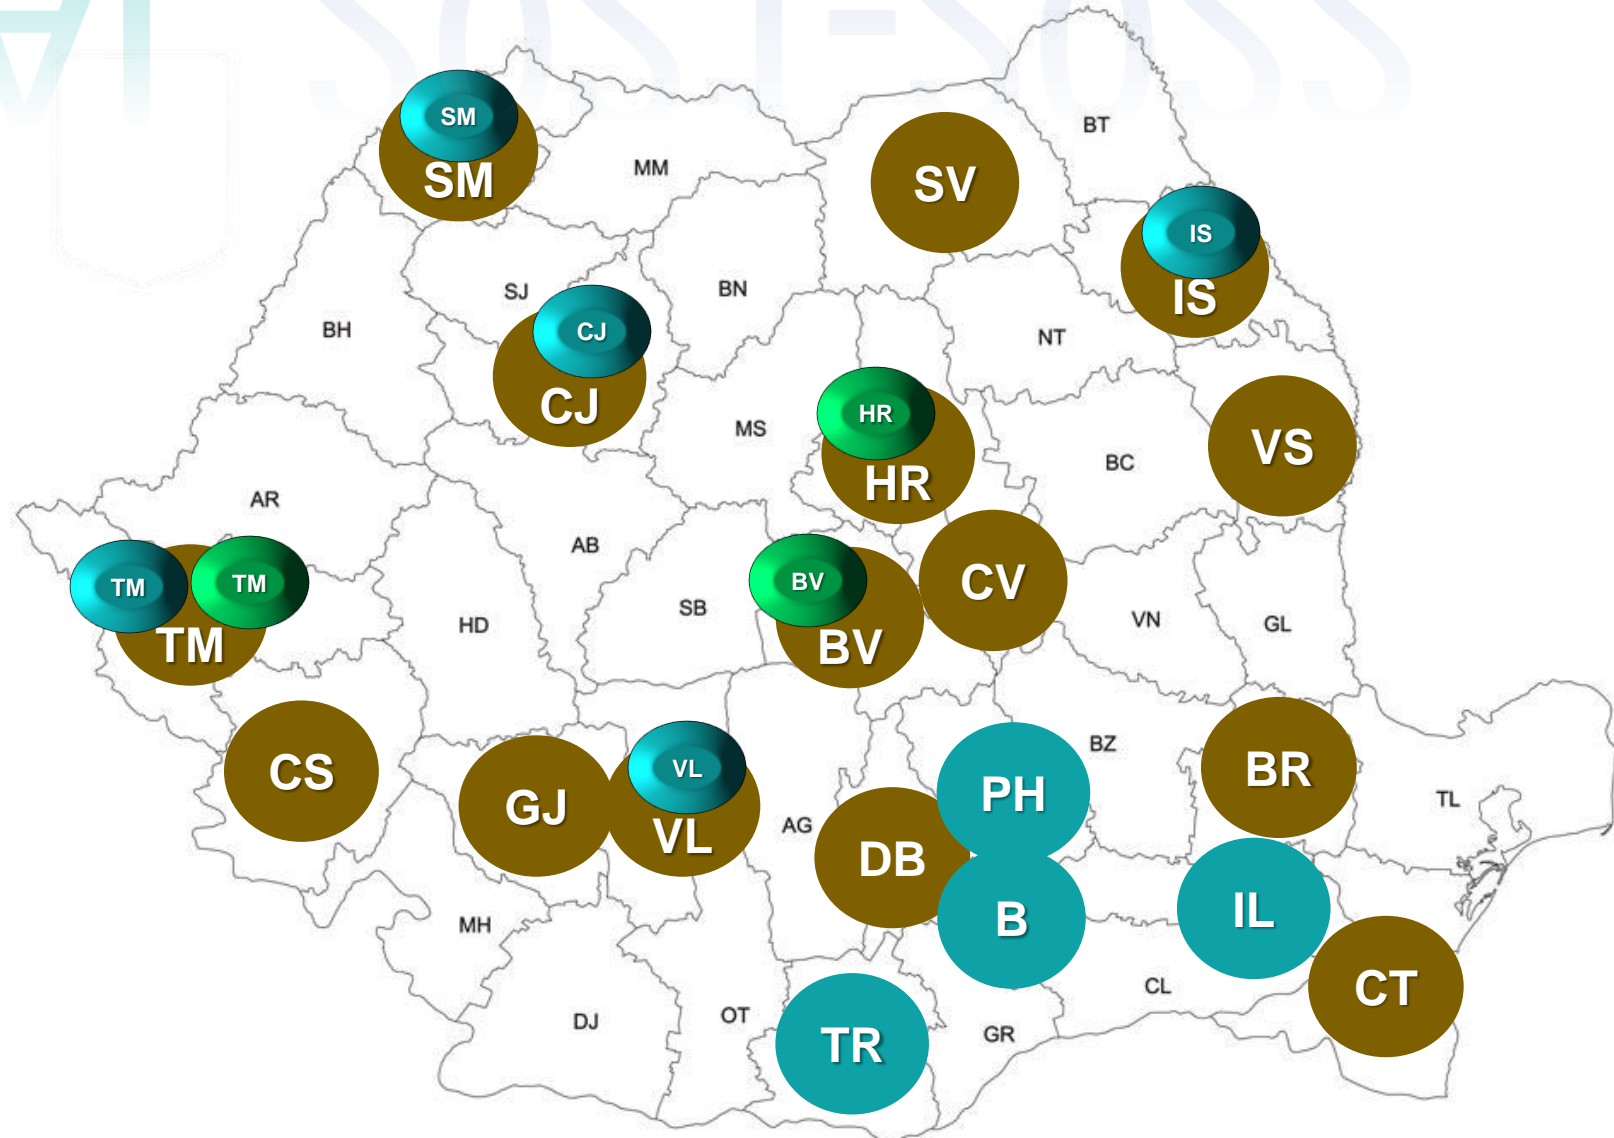 SOST-SOSS
BT
SM
SM
MM
SV
IS
IS
SJ
BN
BH
CJ
CJ
NT
HR
HR
MS
BC
VS
AR
AB
TM
TM
TM
HD
SB
BV
BV
CV
VN
GL
CS
GJ
VL
VL
AG
DB
PH
BZ
BR
TL
MH
B
IL
CT
DJ
OT
TR
GR
CL